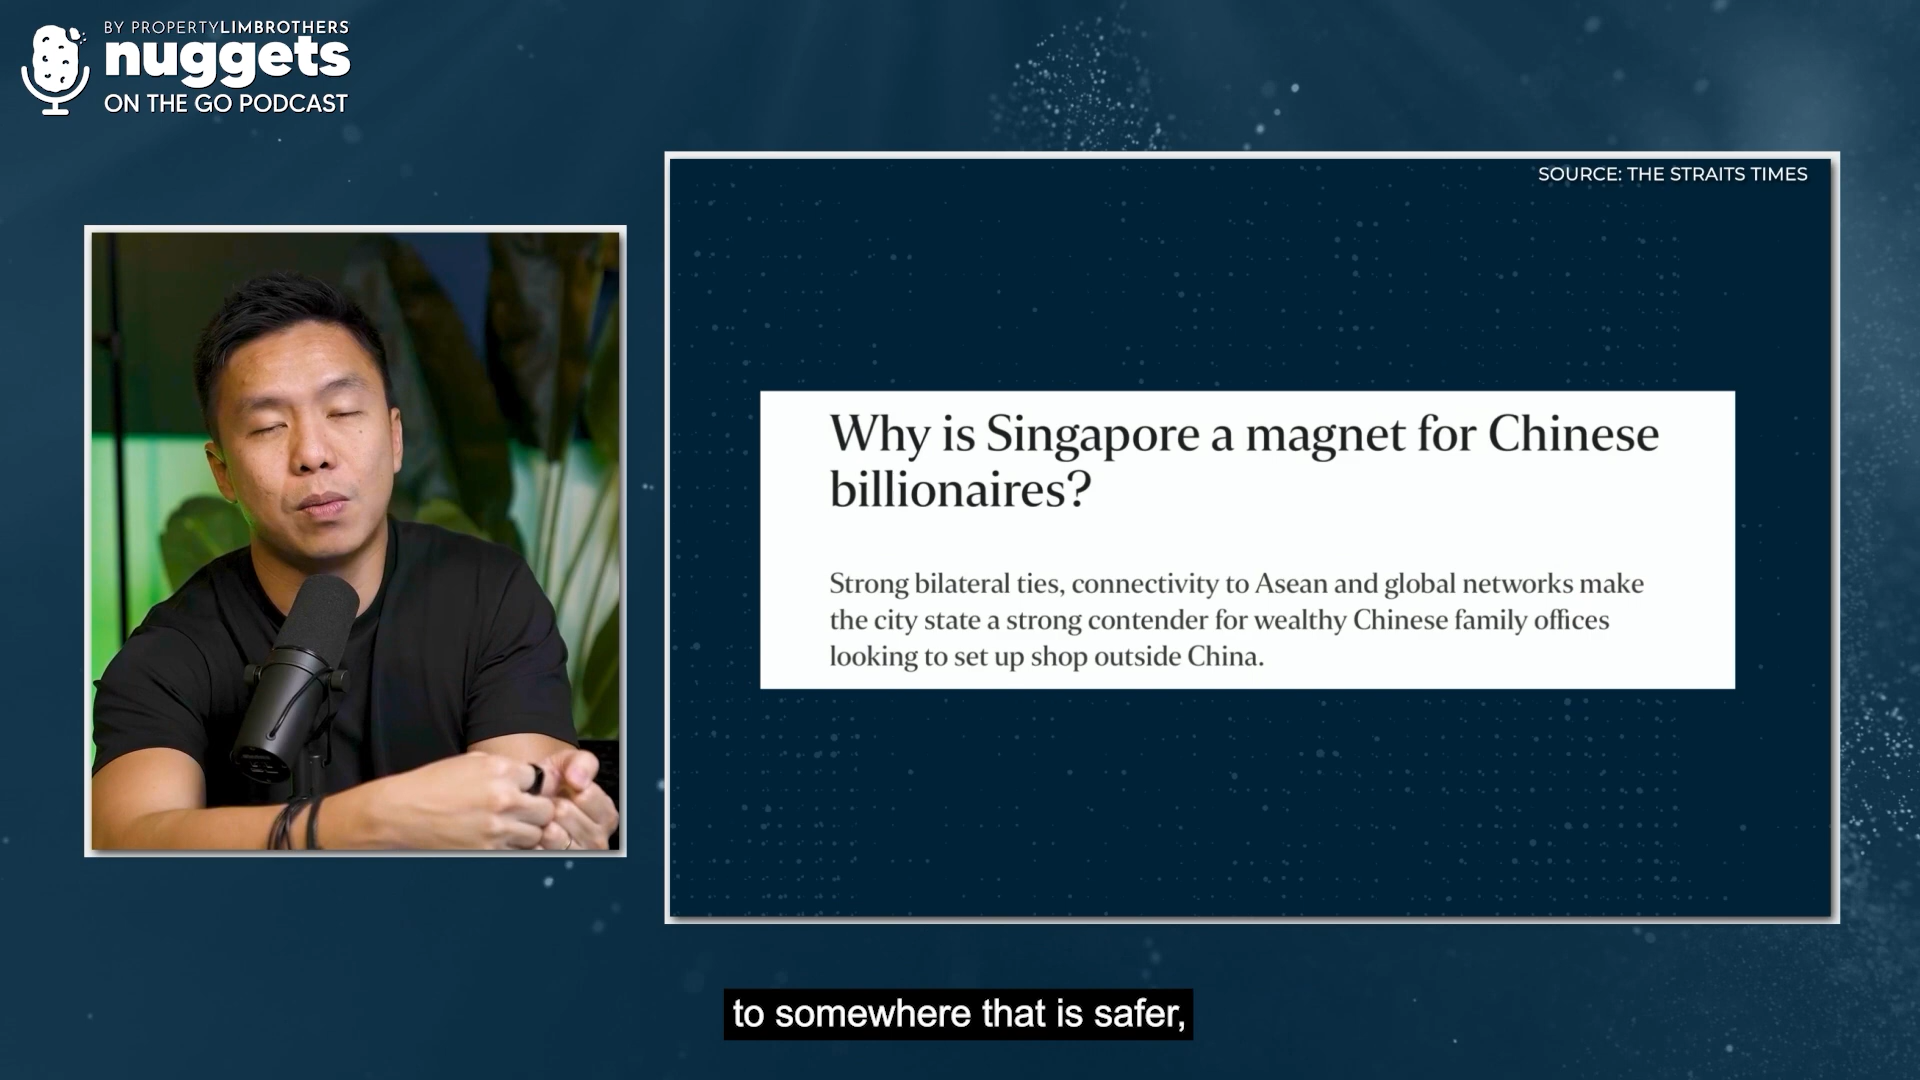 BY PROPERTYLIMBROTHERS
nuggets
ON THE GO PODCAST
SOURCE: THE STRAITS TIMES
Why is Singapore a magnet for Chinese
billionaires?
Strong bilateral ties, connectivity to Asean and global networks make
the city state a strong contender for wealthy Chinese family offices
looking to set up shop outside China.
to somewhere that is safer,